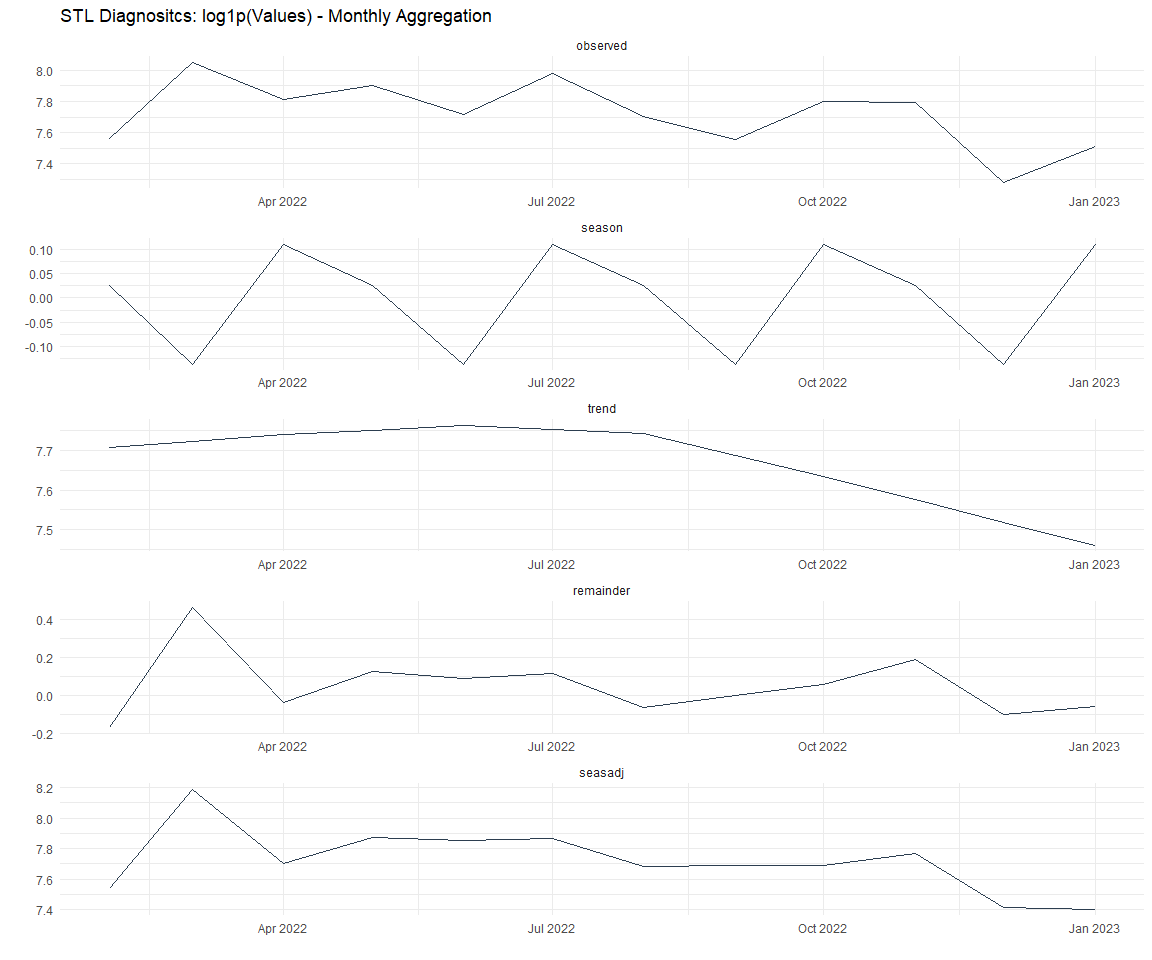 STL Diagnositcs: log1p(Values) - Monthly Aggregation
observed
8.0
7.8
7.6
7.4
Apr 2022 Jul 2022 Oct 2022 Jan 2023
season
0.10
0.05
0.00
-0.05
-0.10
Apr 2022 Jul 2022 Oct 2022 Jan 2023
trend
7.7
7.6
7.5
Apr 2022 Jul 2022 Oct 2022 Jan 2023
remainder
0.4
0.2
0.0
-0.2
Apr 2022 Jul 2022 Oct 2022 Jan 2023
seasadj
8.2
8.0
7.8
7.6
7.4
Apr 2022 Jul 2022 Oct 2022 Jan 2023